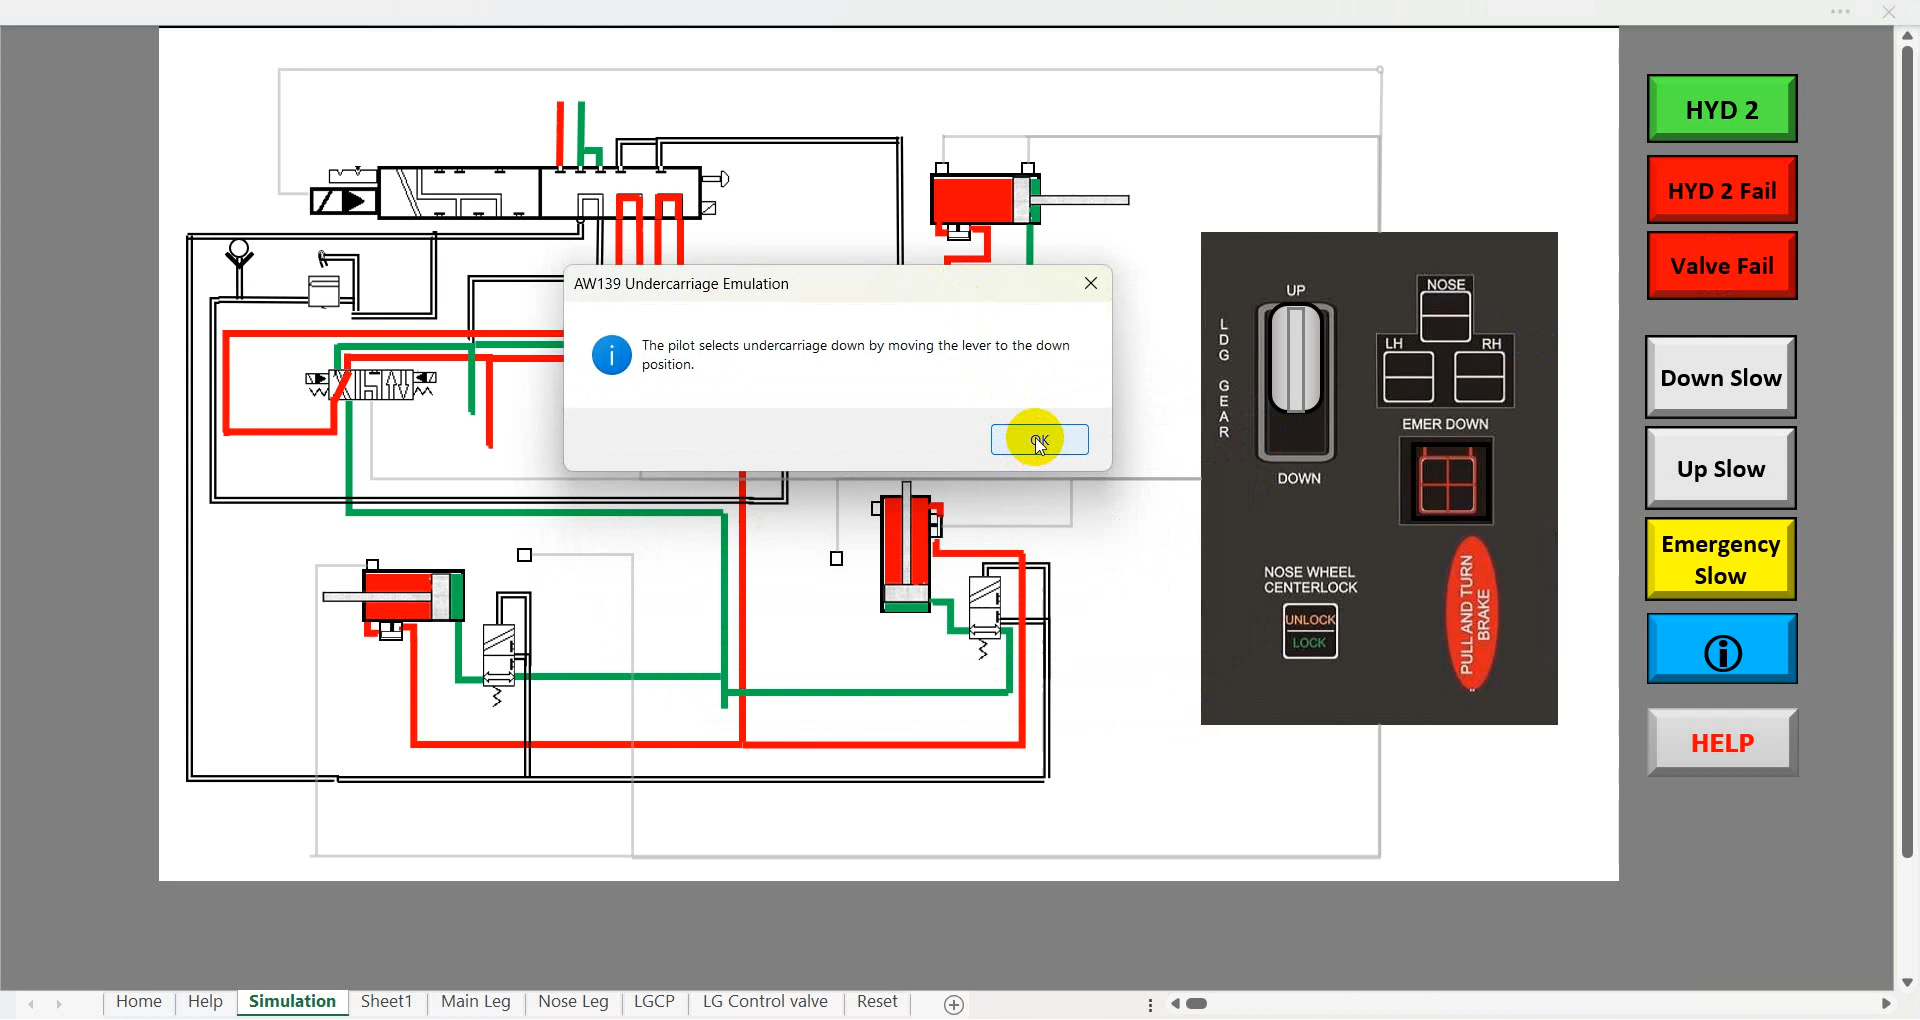 HYD 2
HYD 2 Fail
Valve Fail
AW139 Undercarriage Emulation
The pilot selects undercarriage down by moving the lever to the down
position.
OK
UP
LDG GEAR
DOWN
NOSE
LH
RH
EMER DOWN
NOSE WHEEL
CENTERLOCK
UNLOCK
LOCK
PULL AND TURN
BRAKE
Down Slow
Up Slow
Emergency
Slow
HELP
Home
Help
Simulation
Sheet1
Main Leg
Nose Leg
LGCP
LG Control valve
Reset